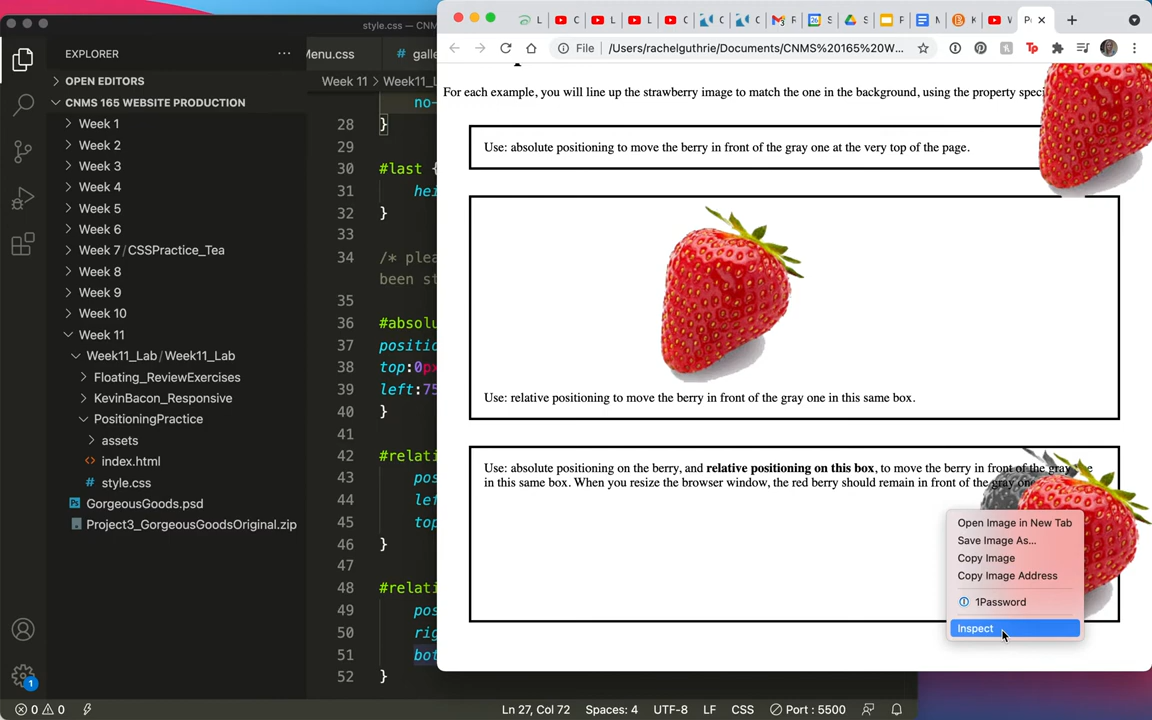 style.css — CNMS
EXPLORER
OPEN EDITORS
CNMS 165 WEBSITE PRODUCTION
Week 1
Week 2
Week 3
Week 4
Week 5
Week 6
Week 7 / CSSPractice_Tea
Week 8
Week 9
Week 10
Week 11
Week11_Lab / Week11_Lab
Floating_ReviewExercises
KevinBacon_Responsive
PositioningPractice
assets
<> index.html
# style.css
GorgeousGoods.psd
Project3_GorgeousGoodsOriginal.zip
Menu.css # galle
Week 11 > Week11_L
no-
28 }
29
30 #last {
31 hei
32 }
33
34 /* plea
been st
35
36 #absolu
37 positio
38 top:0px
39 left:75
40 }
41
42 #relati
43 pos
44 lef
45 top
46 }
47
48 #relati
49 pos
50 rig
51 bot
52 }
0 0
Ln 27, Col 72 Spaces: 4 UTF-8 LF CSS Port : 5500
File /Users/rachelguthrie/Documents/CNMS%20165%20W...
For each example, you will line up the strawberry image to match the one in the background, using the property speci
Use: absolute positioning to move the berry in front of the gray one at the very top of the page.
Use: relative positioning to move the berry in front of the gray one in this same box.
Use: absolute positioning on the berry, and relative positioning on this box, to move the berry in front of the gray
in this same box. When you resize the browser window, the red berry should remain in front of the gray one
Open Image in New Tab
Save Image As...
Copy Image
Copy Image Address
1Password
Inspect